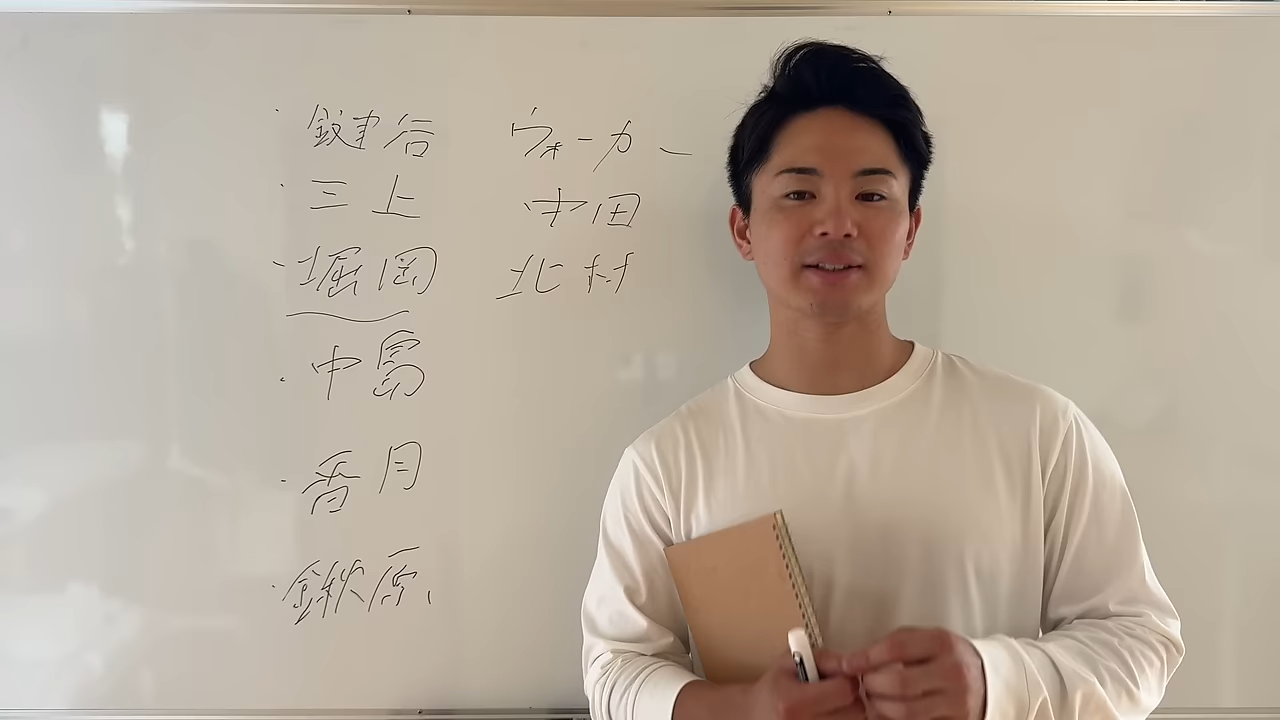 ・鍵谷 ウォーカー
・三上 中田
・堀岡 北村
・中島
・香月
・鍬原